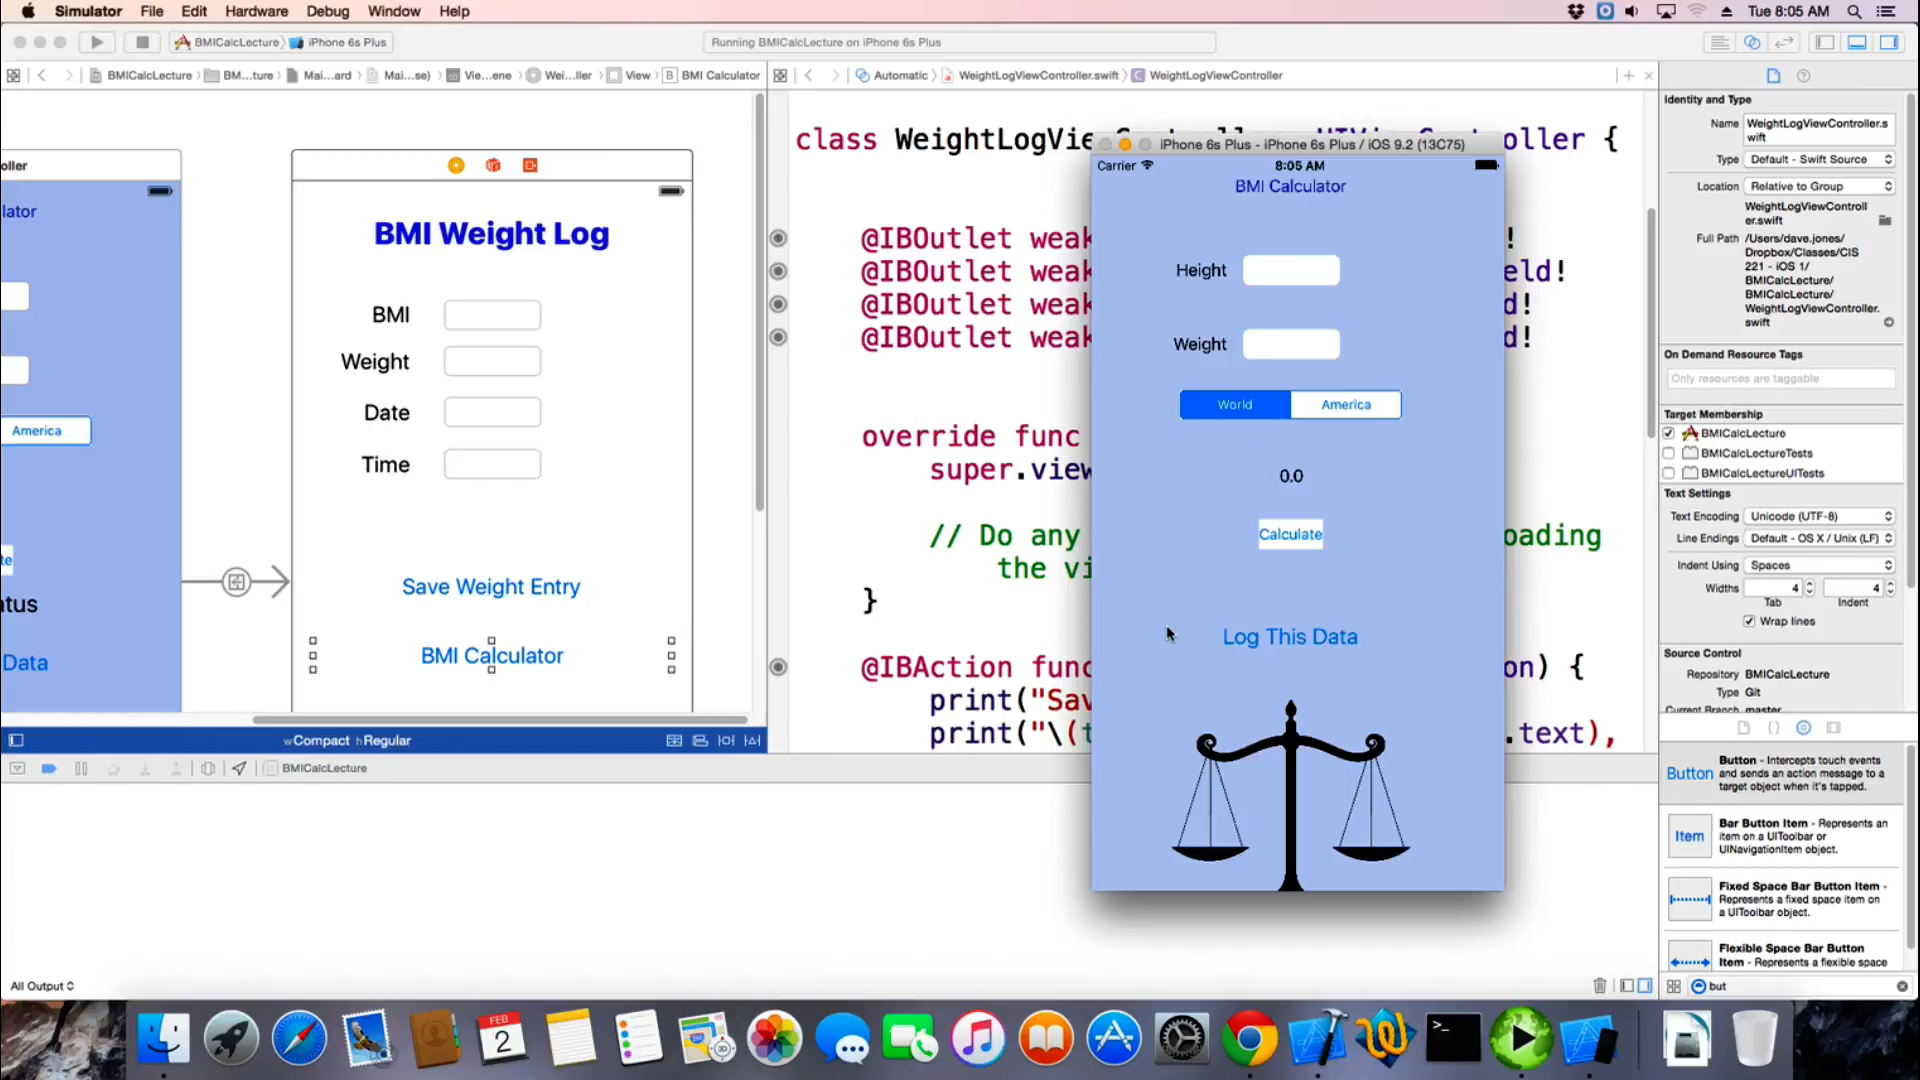 Simulator File Edit Hardware Debug Window Help
Tue 8:05 AM
BMICalcLecture iPhone 6s Plus
Running BMICalcLecture on iPhone 6s Plus
BMICalcLecture BM...ture Mai...ard Mai...se) Vie...ene Wei...ller View B BMI Calculator
Automatic WeightLogViewController.swift C WeightLogViewController
oller
lator
America
te
atus
Data
BMI Weight Log
BMI
Weight
Date
Time
Save Weight Entry
BMI Calculator
wCompact hRegular
BMICalcLecture
All Output
class WeightLogVie
oller {
@IBOutlet weak
!
@IBOutlet weak
eld!
@IBOutlet weak
d!
@IBOutlet weak
d!
override func
super.view
// Do any
oading
the vi
}
@IBAction func
on) {
print("Sav
print("\(t
.text),
iPhone 6s Plus - iPhone 6s Plus / iOS 9.2 (13C75)
Carrier 8:05 AM
BMI Calculator
Height
Weight
World America
0.0
Calculate
Log This Data
Identity and Type
Name WeightLogViewController.s
wift
Type Default - Swift Source
Location Relative to Group
WeightLogViewControll
er.swift
Full Path /Users/dave.jones/
Dropbox/Classes/CIS
221 - iOS 1/
BMICalcLecture/
BMICalcLecture/
WeightLogViewController.
swift
On Demand Resource Tags
Only resources are taggable
Target Membership
BMICalcLecture
BMICalcLectureTests
BMICalcLectureUITests
Text Settings
Text Encoding Unicode (UTF-8)
Line Endings Default - OS X / Unix (LF)
Indent Using Spaces
Widths 4 4
Tab Indent
Wrap lines
Source Control
Repository BMICalcLecture
Type Git
Current Branch master
Button
Button - Intercepts touch events
and sends an action message to a
target object when it's tapped.
Item
Bar Button Item - Represents an
item on a UIToolbar or
UINavigationItem object.
Fixed Space Bar Button Item -
Represents a fixed space item on
a UIToolbar object.
Flexible Space Bar Button
Item - Represents a flexible space
but
FEB
2